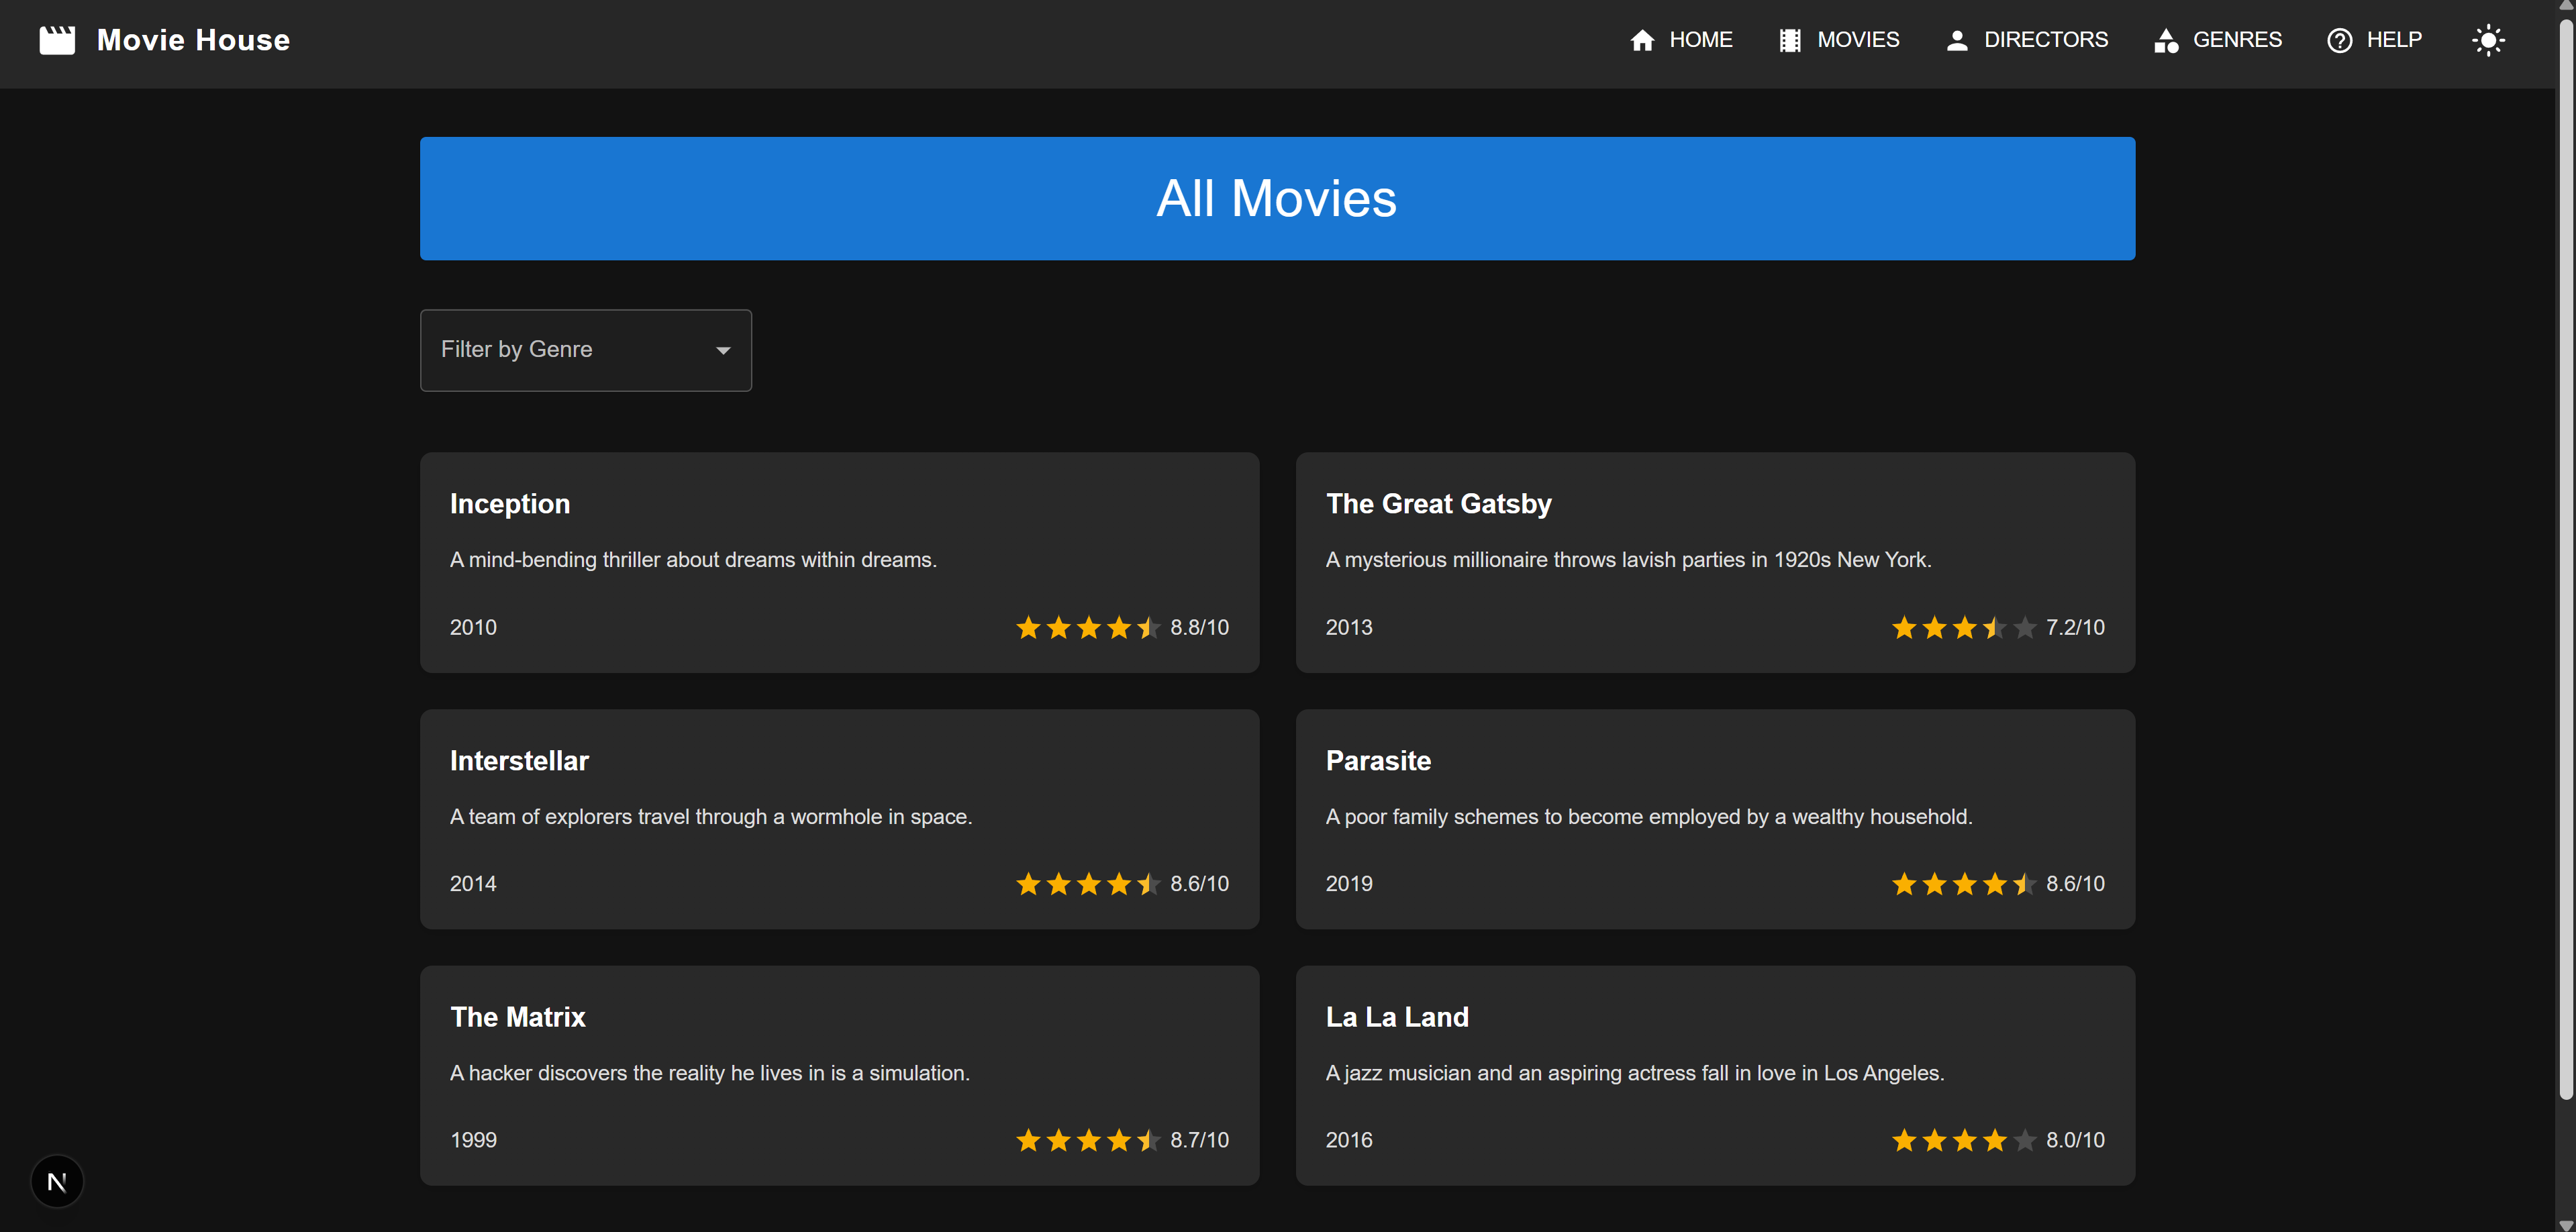 Movie House
HOME MOVIES DIRECTORS GENRES HELP
All Movies
Filter by Genre
Inception
A mind-bending thriller about dreams within dreams.
2010 8.8/10
The Great Gatsby
A mysterious millionaire throws lavish parties in 1920s New York.
2013 7.2/10
Interstellar
A team of explorers travel through a wormhole in space.
2014 8.6/10
Parasite
A poor family schemes to become employed by a wealthy household.
2019 8.6/10
The Matrix
A hacker discovers the reality he lives in is a simulation.
1999 8.7/10
La La Land
A jazz musician and an aspiring actress fall in love in Los Angeles.
2016 8.0/10
N